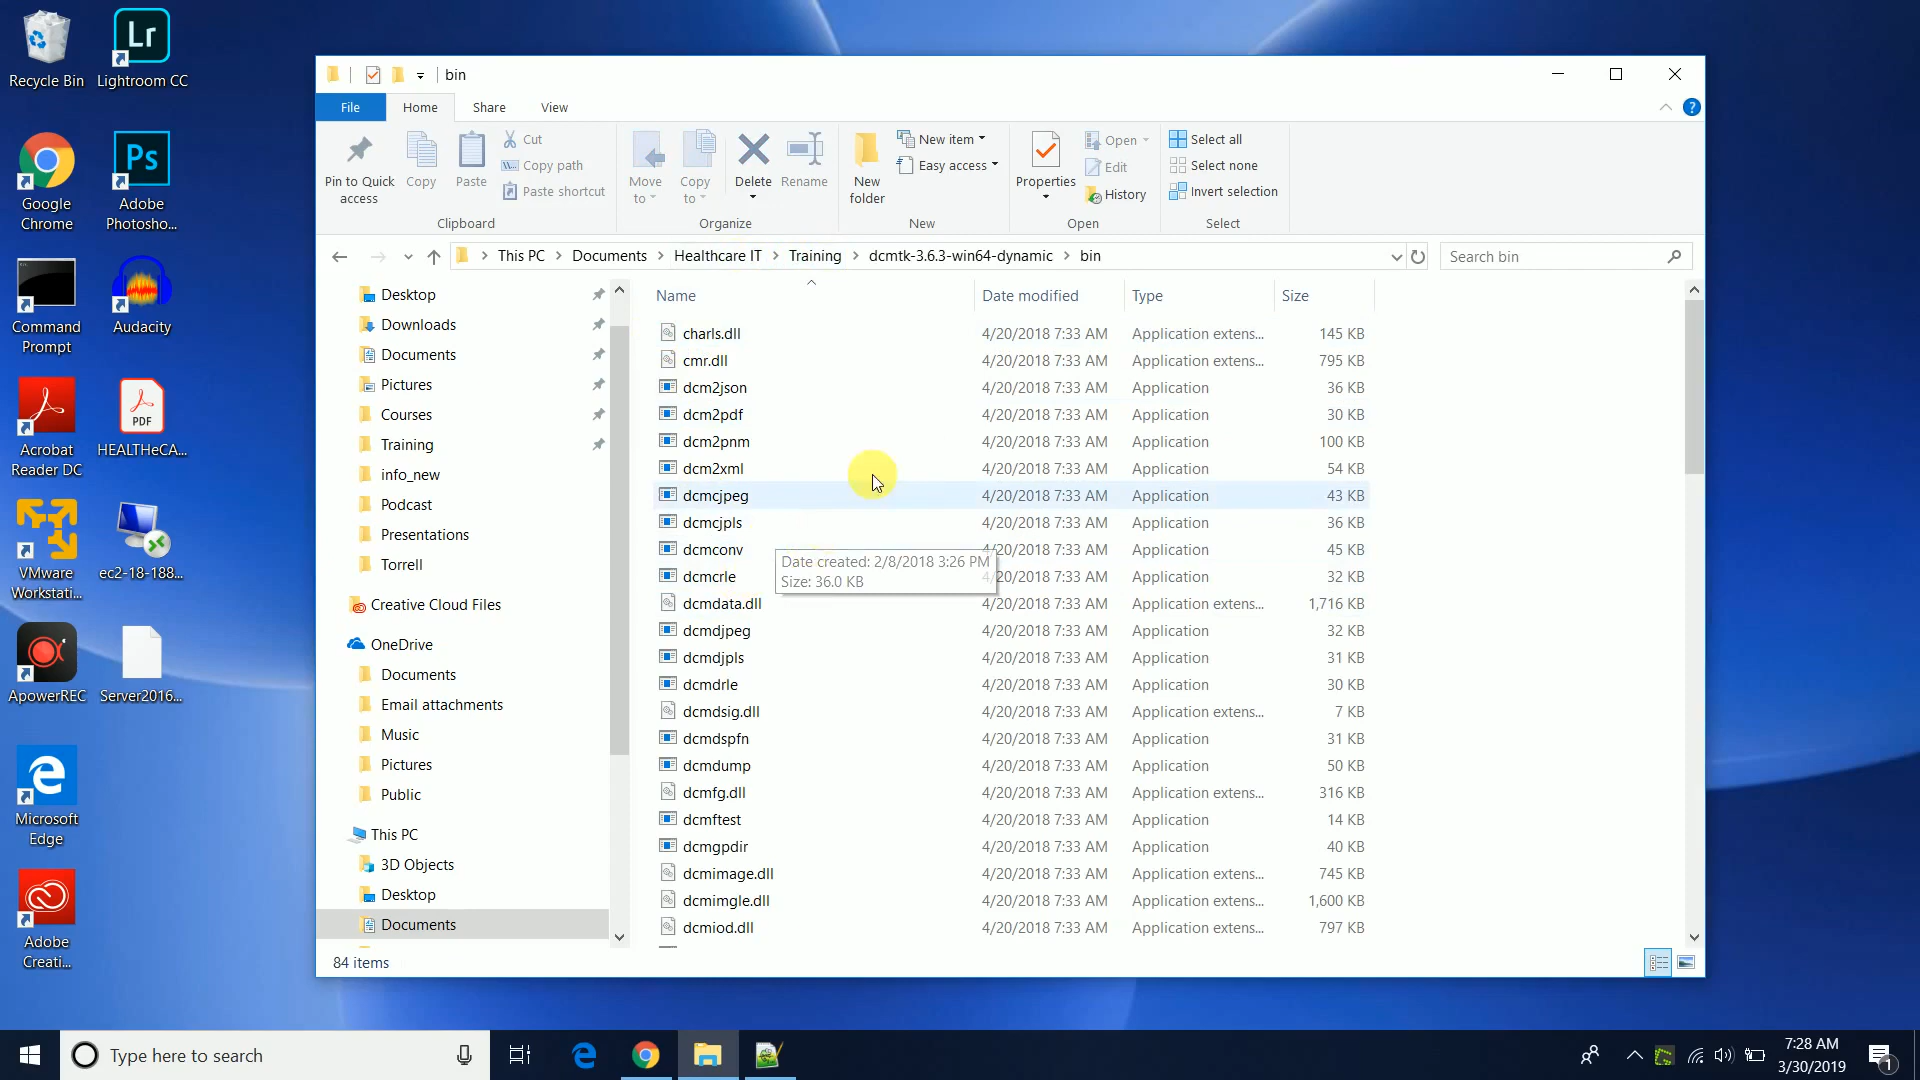 Recycle Bin
Lightroom CC
Lr
Google
Chrome
Ps
Adobe
Photosho...
Command
Prompt
Audacity
Acrobat
Reader DC
PDF
HEALTHeCA...
VMware
Workstati...
ec2-18-188...
ApowerREC
Server2016...
Microsoft
Edge
Adobe
Creati...
bin
File
Home
Share
View
Pin to Quick
access
Copy
Paste
Cut
Copy path
Paste shortcut
Clipboard
Move
to
Copy
to
Delete
Rename
Organize
New
folder
New item
Easy access
New
Properties
Open
Edit
History
Open
Select all
Select none
Invert selection
Select
This PC > Documents > Healthcare IT > Training > dcmtk-3.6.3-win64-dynamic > bin
Search bin
Desktop
Downloads
Documents
Pictures
Courses
Training
info_new
Podcast
Presentations
Torrell
Creative Cloud Files
OneDrive
Documents
Email attachments
Music
Pictures
Public
This PC
3D Objects
Desktop
Documents
Name Date modified Type Size
charls.dll 4/20/2018 7:33 AM Application extens... 145 KB
cmr.dll 4/20/2018 7:33 AM Application extens... 795 KB
dcm2json 4/20/2018 7:33 AM Application 36 KB
dcm2pdf 4/20/2018 7:33 AM Application 30 KB
dcm2pnm 4/20/2018 7:33 AM Application 100 KB
dcm2xml 4/20/2018 7:33 AM Application 54 KB
dcmcjpeg 4/20/2018 7:33 AM Application 43 KB
dcmcjpls 4/20/2018 7:33 AM Application 36 KB
dcmconv 4/20/2018 7:33 AM Application 45 KB
Date created: 2/8/2018 3:26 PM
Size: 36.0 KB
dcmcrle 4/20/2018 7:33 AM Application 32 KB
dcmdata.dll 4/20/2018 7:33 AM Application extens... 1,716 KB
dcmdjpeg 4/20/2018 7:33 AM Application 32 KB
dcmdjpls 4/20/2018 7:33 AM Application 31 KB
dcmdrle 4/20/2018 7:33 AM Application 30 KB
dcmdsig.dll 4/20/2018 7:33 AM Application extens... 7 KB
dcmdspfn 4/20/2018 7:33 AM Application 31 KB
dcmdump 4/20/2018 7:33 AM Application 50 KB
dcmfg.dll 4/20/2018 7:33 AM Application extens... 316 KB
dcmftest 4/20/2018 7:33 AM Application 14 KB
dcmgpdir 4/20/2018 7:33 AM Application 40 KB
dcmimage.dll 4/20/2018 7:33 AM Application extens... 745 KB
dcmimgle.dll 4/20/2018 7:33 AM Application extens... 1,600 KB
dcmiod.dll 4/20/2018 7:33 AM Application extens... 797 KB
84 items
Type here to search
7:28 AM
3/30/2019
1